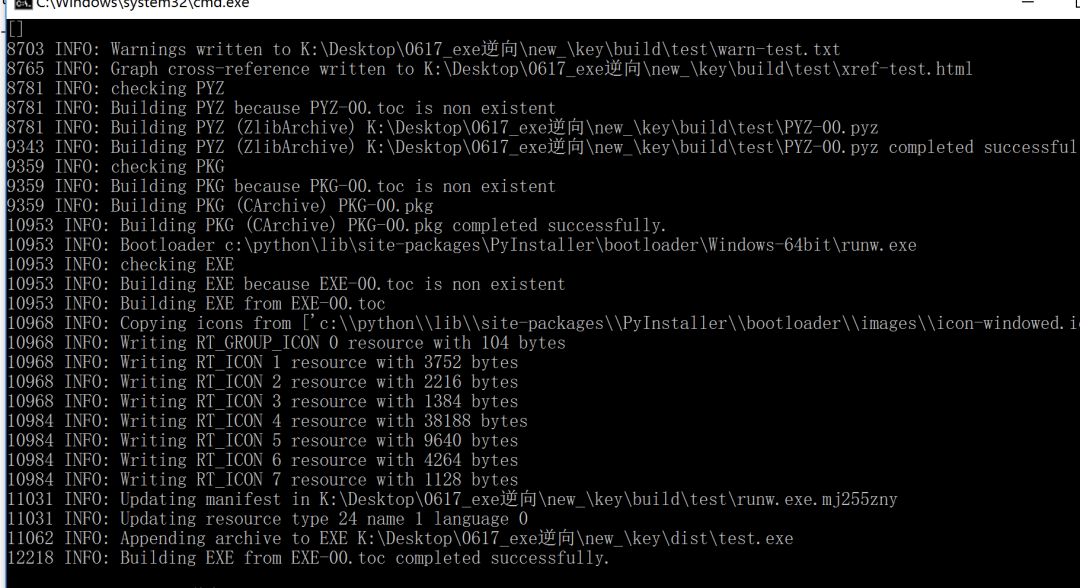 C:\Windows\system32\cmd.exe
[]
8703 INFO: Warnings written to K:\Desktop\0617_exe逆向\new_\key\build\test\warn-test.txt
8765 INFO: Graph cross-reference written to K:\Desktop\0617_exe逆向\new_\key\build\test\xref-test.html
8781 INFO: checking PYZ
8781 INFO: Building PYZ because PYZ-00.toc is non existent
8781 INFO: Building PYZ (ZlibArchive) K:\Desktop\0617_exe逆向\new_\key\build\test\PYZ-00.pyz
9343 INFO: Building PYZ (ZlibArchive) K:\Desktop\0617_exe逆向\new_\key\build\test\PYZ-00.pyz completed successful
9359 INFO: checking PKG
9359 INFO: Building PKG because PKG-00.toc is non existent
9359 INFO: Building PKG (CArchive) PKG-00.pkg
10953 INFO: Building PKG (CArchive) PKG-00.pkg completed successfully.
10953 INFO: Bootloader c:\python\lib\site-packages\PyInstaller\bootloader\Windows-64bit\runw.exe
10953 INFO: checking EXE
10953 INFO: Building EXE because EXE-00.toc is non existent
10953 INFO: Building EXE from EXE-00.toc
10968 INFO: Copying icons from ['c:\\python\\lib\\site-packages\\PyInstaller\\bootloader\\images\\icon-windowed.ic
10968 INFO: Writing RT_GROUP_ICON 0 resource with 104 bytes
10968 INFO: Writing RT_ICON 1 resource with 3752 bytes
10968 INFO: Writing RT_ICON 2 resource with 2216 bytes
10968 INFO: Writing RT_ICON 3 resource with 1384 bytes
10984 INFO: Writing RT_ICON 4 resource with 38188 bytes
10984 INFO: Writing RT_ICON 5 resource with 9640 bytes
10984 INFO: Writing RT_ICON 6 resource with 4264 bytes
10984 INFO: Writing RT_ICON 7 resource with 1128 bytes
11031 INFO: Updating manifest in K:\Desktop\0617_exe逆向\new_\key\build\test\runw.exe.mj255zny
11031 INFO: Updating resource type 24 name 1 language 0
11062 INFO: Appending archive to EXE K:\Desktop\0617_exe逆向\new_\key\dist\test.exe
12218 INFO: Building EXE from EXE-00.toc completed successfully.